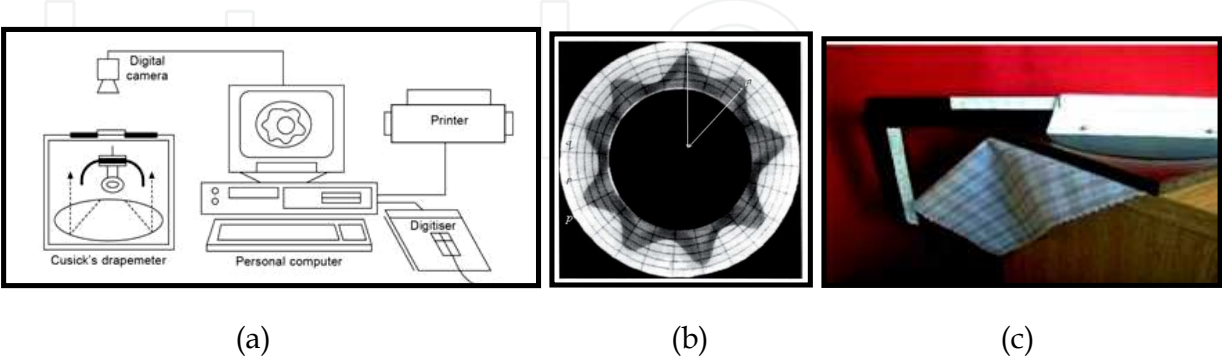 Digital
camera
Printer
Digitiser
Cusick's drapemeter
Personal computer
q
p
(a)
(b)
(c)